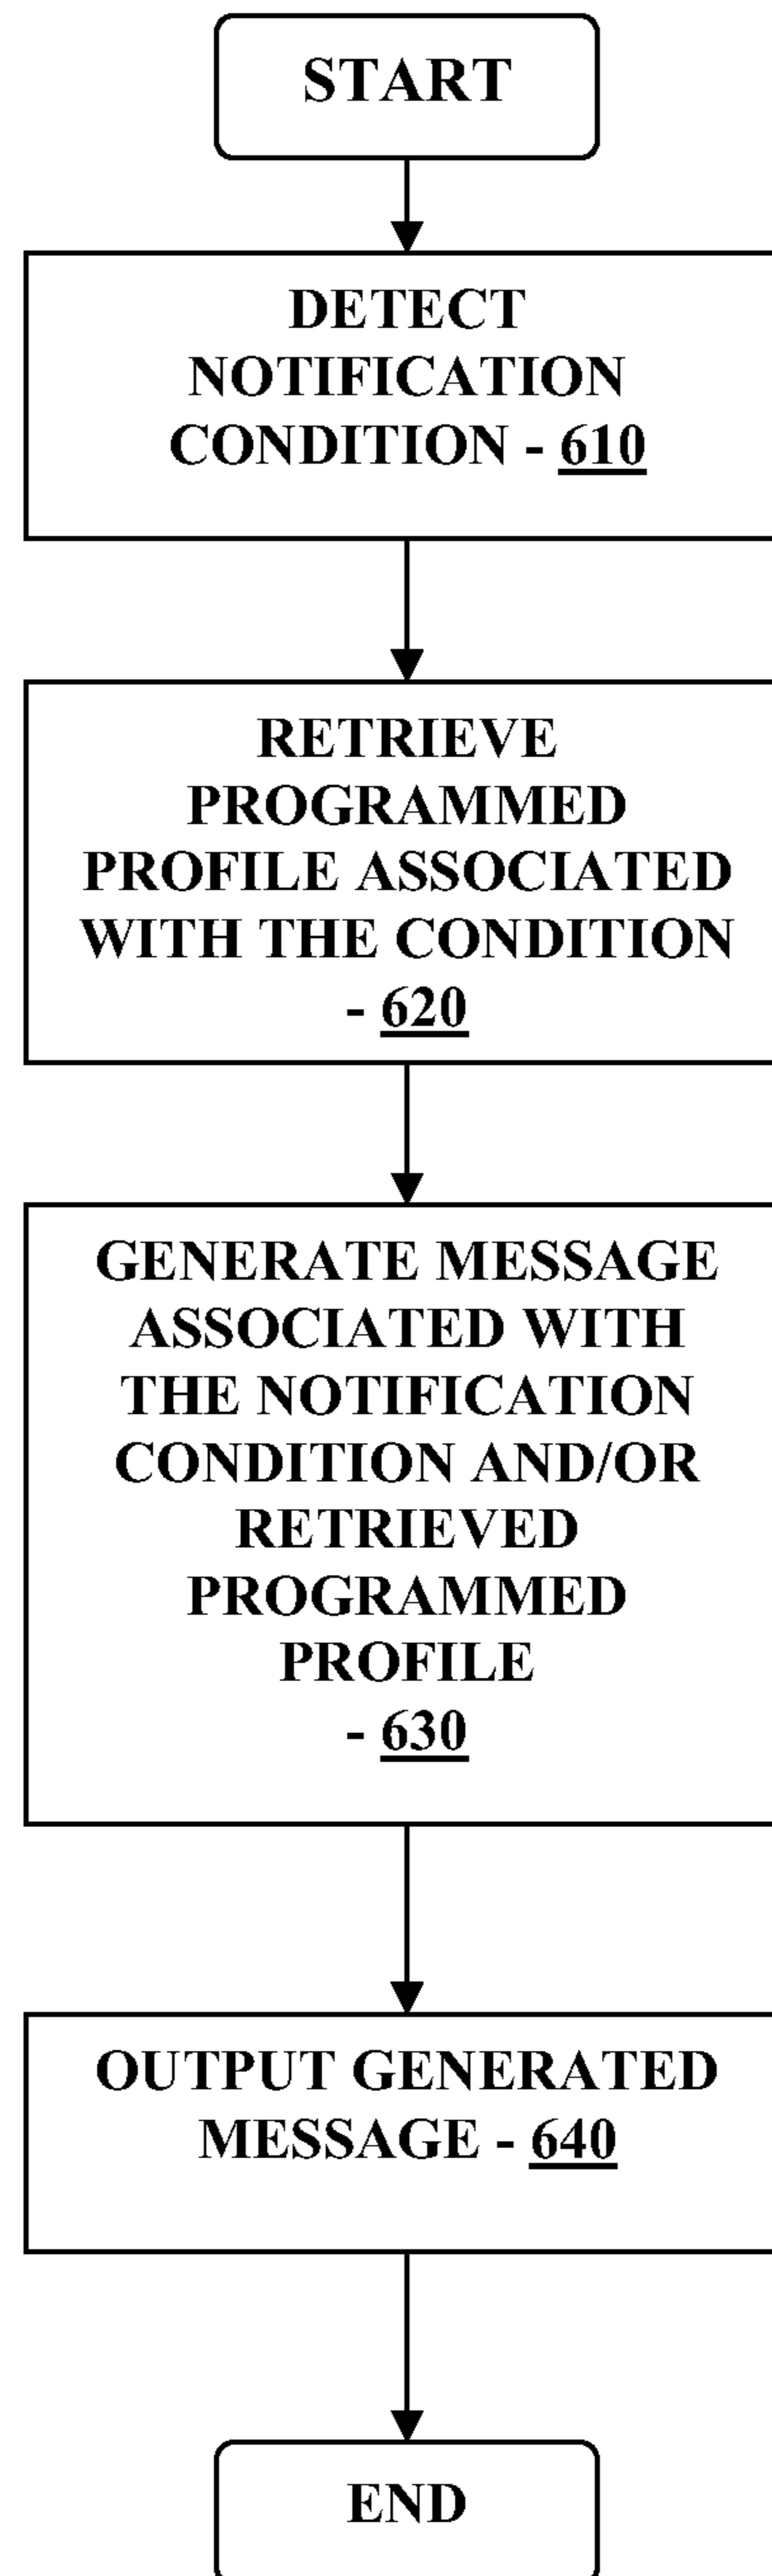 START
DETECT
NOTIFICATION
CONDITION - 610
RETRIEVE
PROGRAMMED
PROFILE ASSOCIATED
WITH THE CONDITION
- 620
GENERATE MESSAGE
ASSOCIATED WITH
THE NOTIFICATION
CONDITION AND/OR
RETRIEVED
PROGRAMMED
PROFILE
- 630
OUTPUT GENERATED
MESSAGE - 640
END